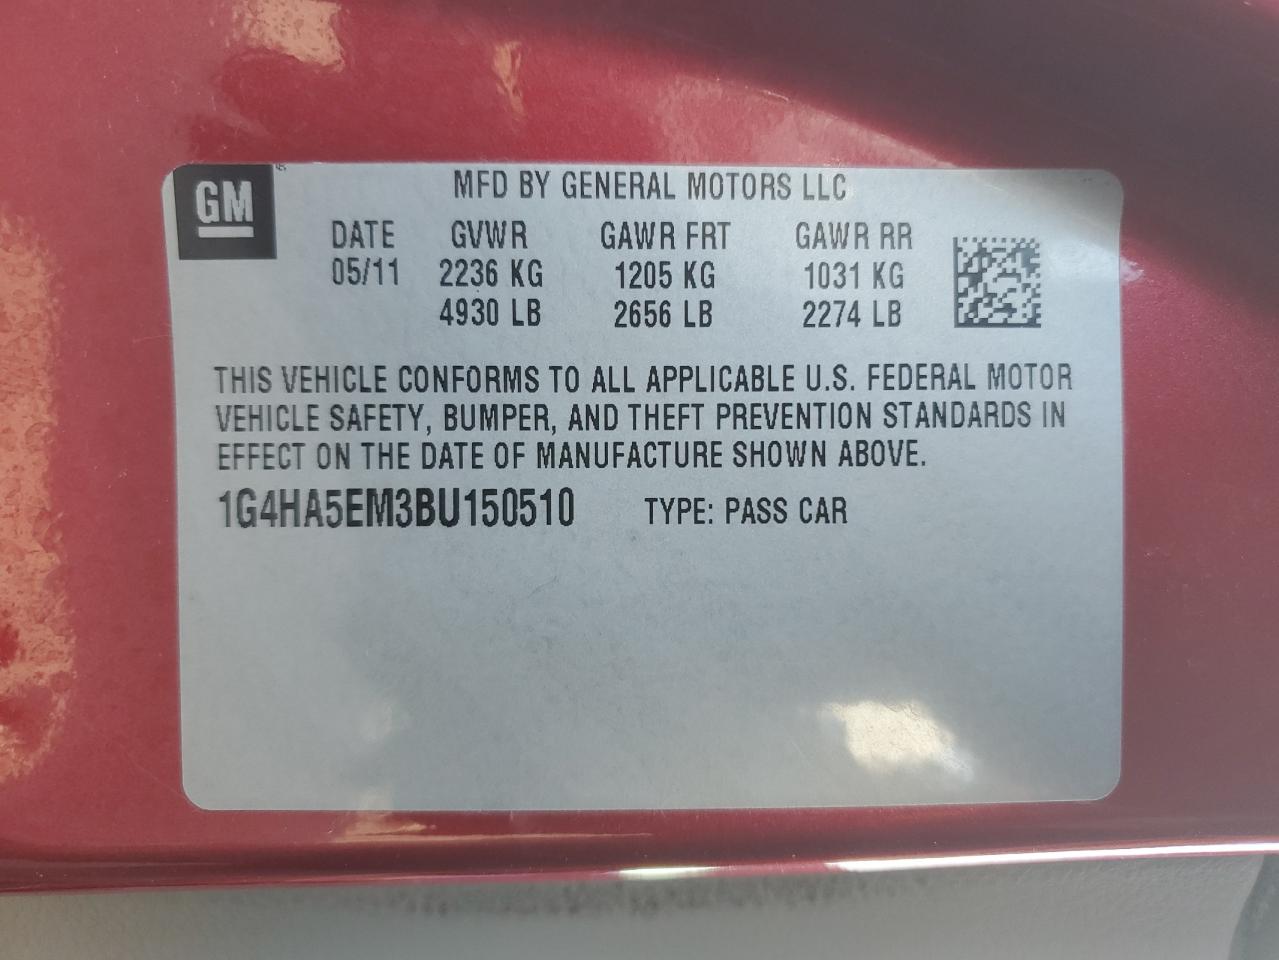 GM
MFD BY GENERAL MOTORS LLC
DATE GVWR GAWR FRT GAWR RR
05/11 2236 KG 1205 KG 1031 KG
4930 LB 2656 LB 2274 LB
THIS VEHICLE CONFORMS TO ALL APPLICABLE U.S. FEDERAL MOTOR
VEHICLE SAFETY, BUMPER, AND THEFT PREVENTION STANDARDS IN
EFFECT ON THE DATE OF MANUFACTURE SHOWN ABOVE.
1G4HA5EM3BU150510 TYPE: PASS CAR